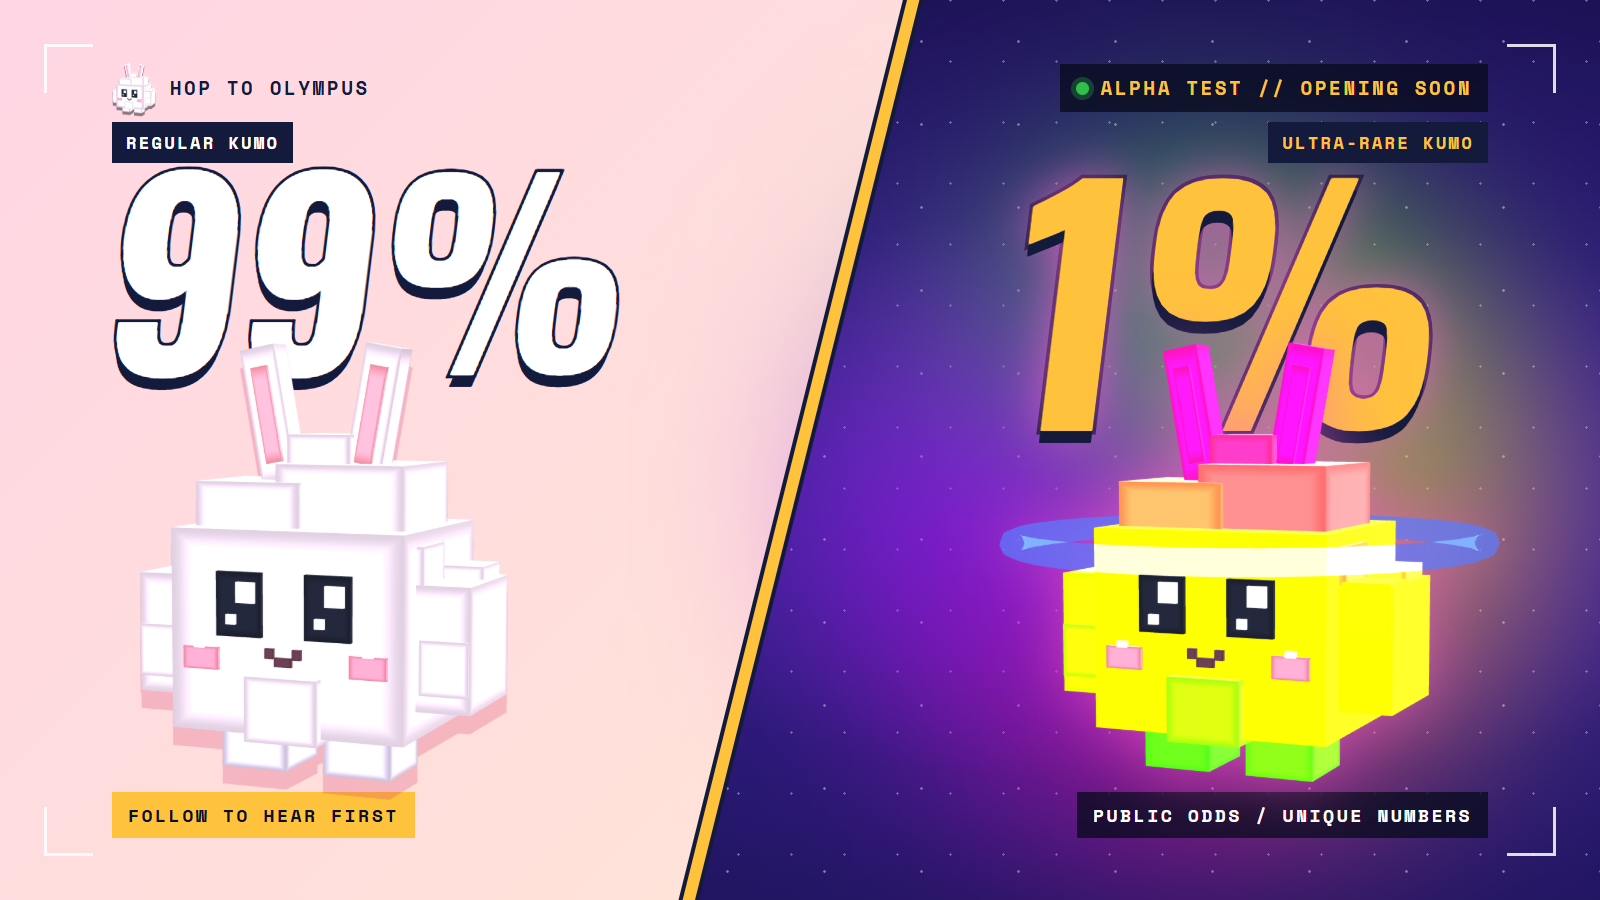 HOP TO OLYMPUS
REGULAR KUMO
99%
FOLLOW TO HEAR FIRST
ALPHA TEST // OPENING SOON
ULTRA-RARE KUMO
1%
PUBLIC ODDS / UNIQUE NUMBERS